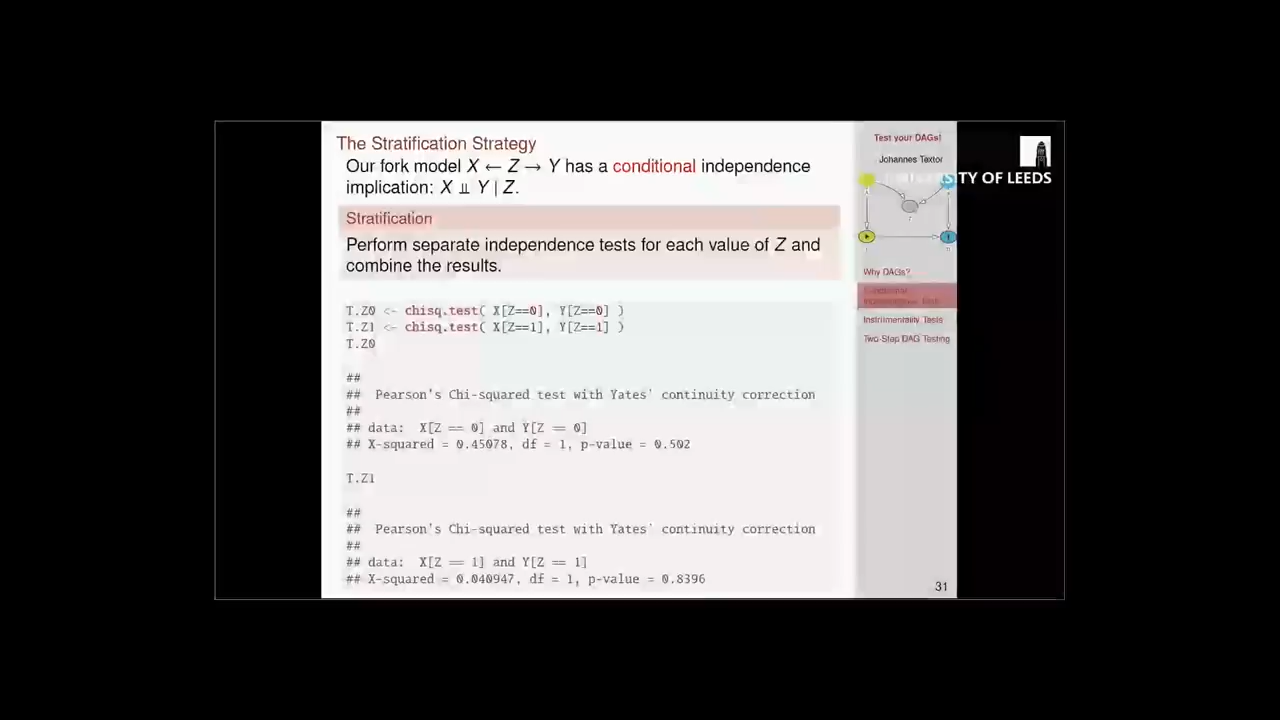 The Stratification Strategy
Our fork model X ← Z → Y has a conditional independence
implication: X ⫫ Y | Z.
Stratification
Perform separate independence tests for each value of Z and
combine the results.
T.Z0 <- chisq.test( X[Z==0], Y[Z==0] )
T.Z1 <- chisq.test( X[Z==1], Y[Z==1] )
T.Z0
##
## Pearson's Chi-squared test with Yates' continuity correction
##
## data: X[Z == 0] and Y[Z == 0]
## X-squared = 0.45078, df = 1, p-value = 0.502
T.Z1
##
## Pearson's Chi-squared test with Yates' continuity correction
##
## data: X[Z == 1] and Y[Z == 1]
## X-squared = 0.040947, df = 1, p-value = 0.8396
Test your DAGs!
Johannes Textor
OF LEEDS
Why DAGs?
Instrumentality Tests
Two-Step DAG Testing
31